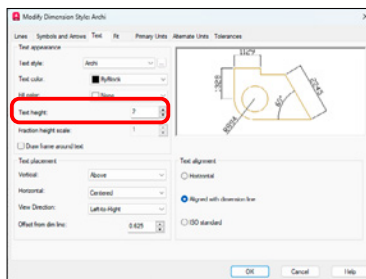 Modify Dimension Style: Archi
Lines Symbols and Arrows Text Fit Primary Units Alternate Units Tolerances
Text appearance
Text style: Archi
Text color: ByBlock
Fill color: None
Text height: 7
Fraction height scale: 1
Draw frame around text
Text placement
Vertical: Above
Horizontal: Centered
View Direction: Left-to-Right
Offset from dim line: 0.625
1129
2245
60°
Text alignment
Horizontal
Aligned with dimension line
ISO standard
OK Cancel Help